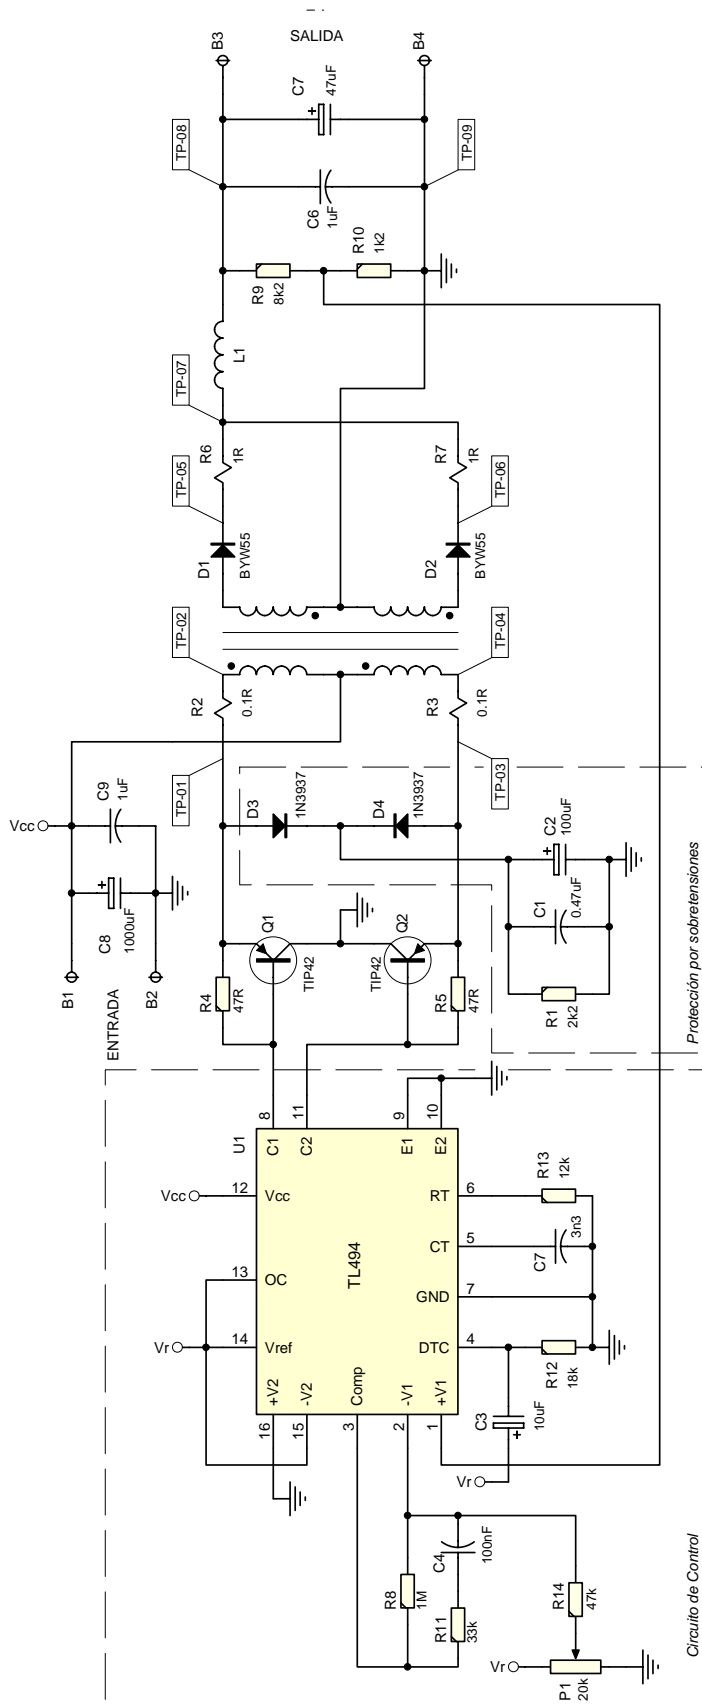 SALIDA
B3
B4
C7
47uF
TP-08
TP-09
C6
1uF
R9
8k2
R10
1k2
L1
TP-07
R6
1R
R7
1R
TP-05
TP-06
D1
BYW55
D2
BYW55
TP-02
TP-04
R2
0.1R
R3
0.1R
TP-01
TP-03
Vcc
C9
1uF
C8
1000uF
B1
B2
ENTRADA
D3
1N3937
D4
1N3937
C2
100uF
C1
0.47uF
R1
2k2
Protección por sobretensiones
Q1
TIP42
Q2
TIP42
R4
47R
R5
47R
U1
TL494
8
C1
11
C2
9
E1
10
E2
Vcc
12
Vcc
13
OC
Vr
14
Vref
16
+V2
15
-V2
3
Comp
2
-V1
1
+V1
RT
6
CT
5
GND
7
DTC
4
R13
12k
C7
3n3
R12
18k
C3
10uF
Vr
R8
1M
C4
100nF
R11
33k
R14
47k
Vr
P1
20k
Circuito de Control